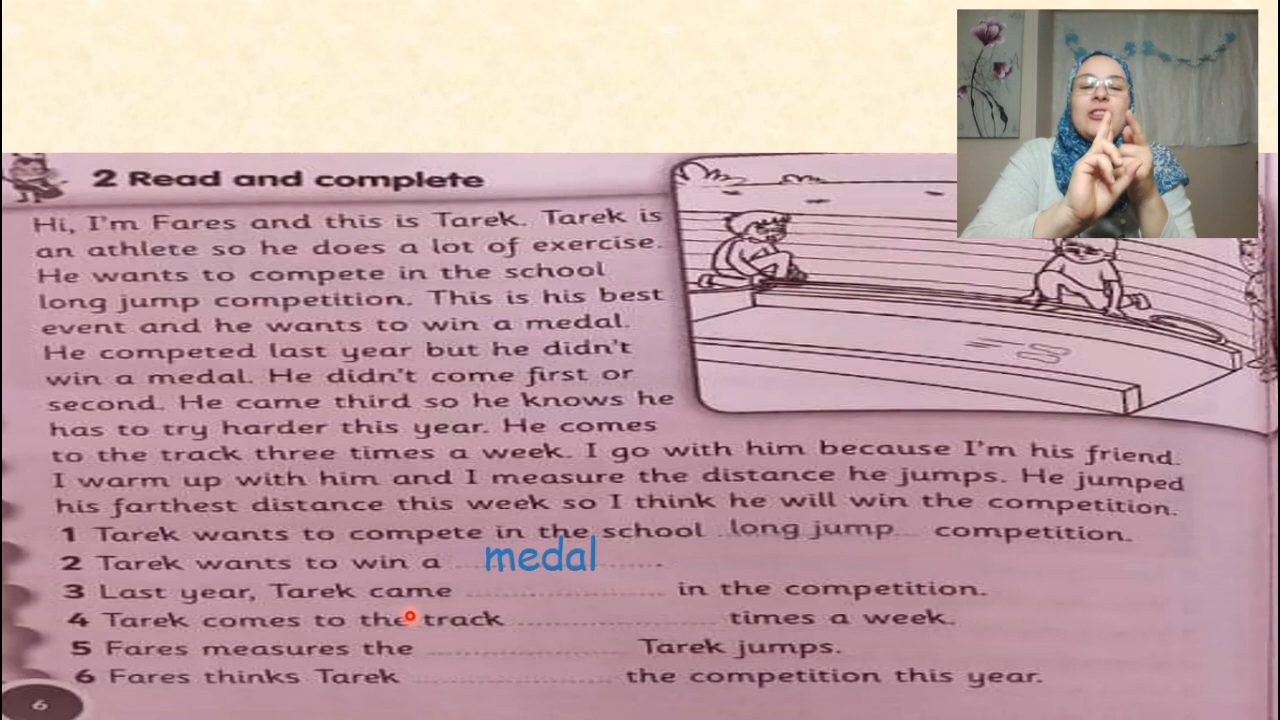 2 Read and complete
Hi, I'm Fares and this is Tarek. Tarek is
an athlete so he does a lot of exercise.
He wants to compete in the school
long jump competition. This is his best
event and he wants to win a medal.
He competed last year but he didn't
win a medal. He didn't come first or
second. He came third so he knows he
has to try harder this year. He comes
to the track three times a week. I go with him because I'm his friend.
I warm up with him and I measure the distance he jumps. He jumped
his farthest distance this week so I think he will win the competition.
1 Tarek wants to compete in the school long jump competition.
2 Tarek wants to win a medal .
3 Last year, Tarek came .................... in the competition.
4 Tarek comes to the track .................... times a week.
5 Fares measures the .................... Tarek jumps.
6 Fares thinks Tarek .................... the competition this year.
6